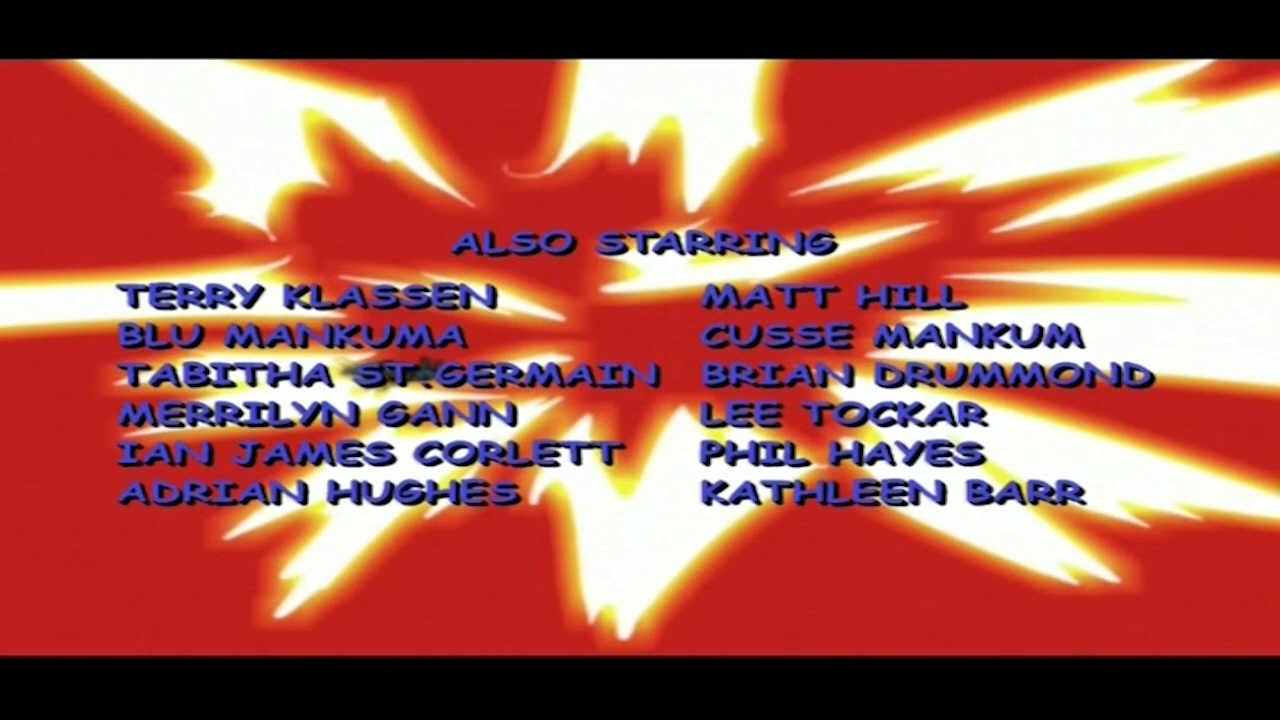 ALSO STARRING
TERRY KLASSEN
BLU MANKUMA
TABITHA ST.GERMAIN
MERRILYN GANN
IAN JAMES CORLETT
ADRIAN HUGHES
MATT HILL
CUSSE MANKUM
BRIAN DRUMMOND
LEE TOCKAR
PHIL HAYES
KATHLEEN BARR